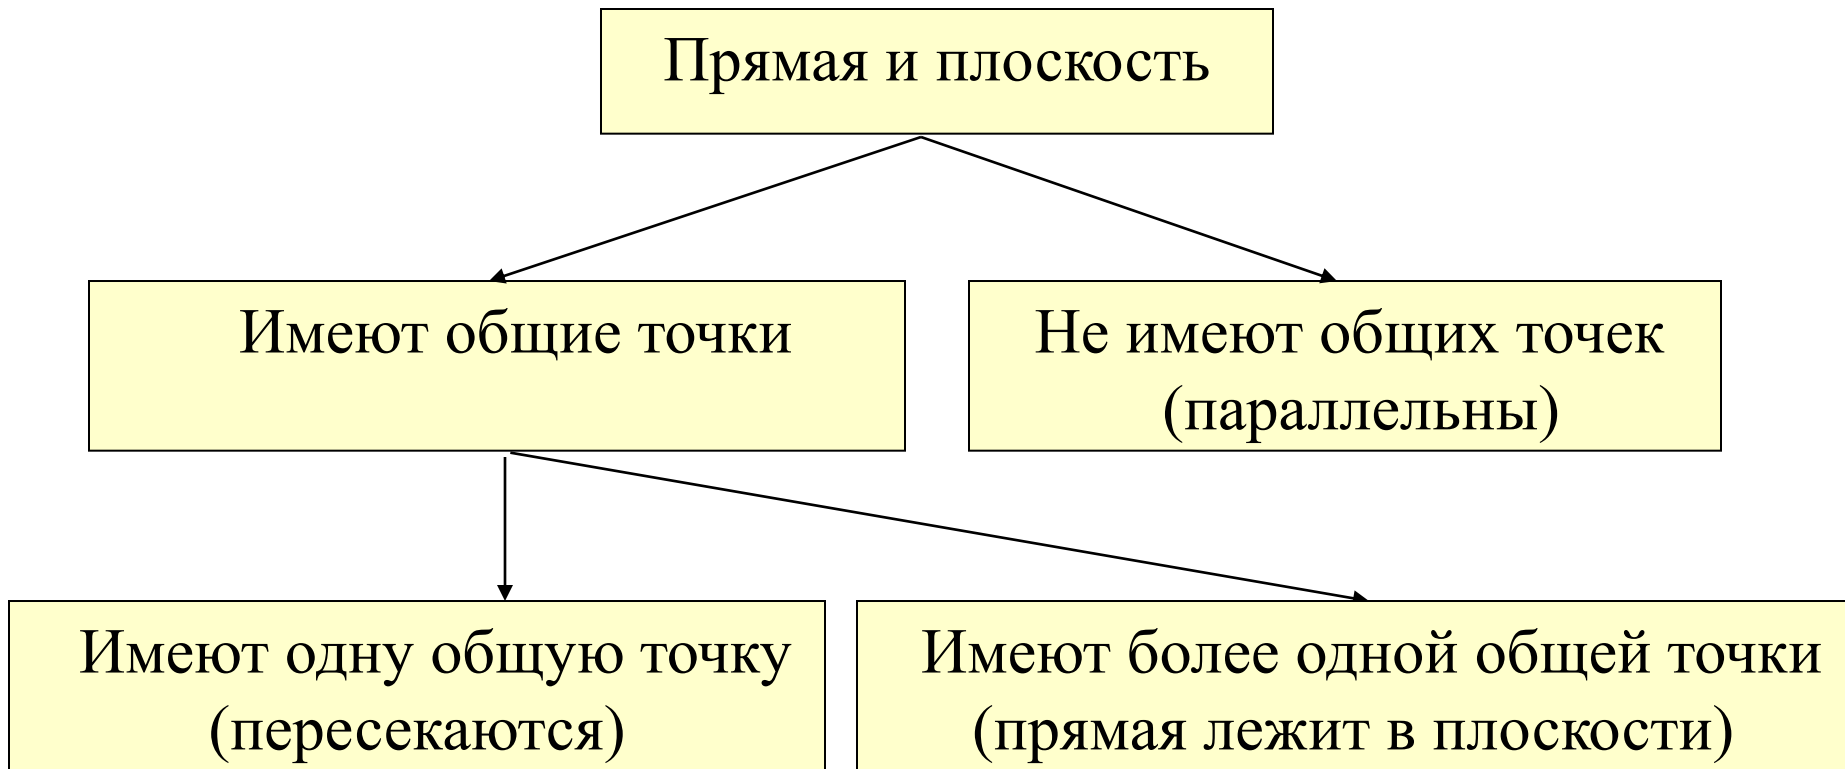 Прямая и плоскость
Имеют общие точки
Не имеют общих точек
(параллельны)
Имеют одну общую точку
(пересекаются)
Имеют более одной общей точки
(прямая лежит в плоскости)